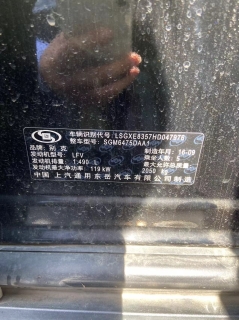 车辆识别代号: LSGXE8357HD047878
整车型号: SGM6475DAA1
品牌: 别克
制造年月: 16-09
发动机型号: LFV
乘坐人数: 5
发动机排量: 1,490 L
最大允许总质量:
发动机最大净功率: 119 kW
2050 kg
中国 上汽通用东岳汽车有限公司制造